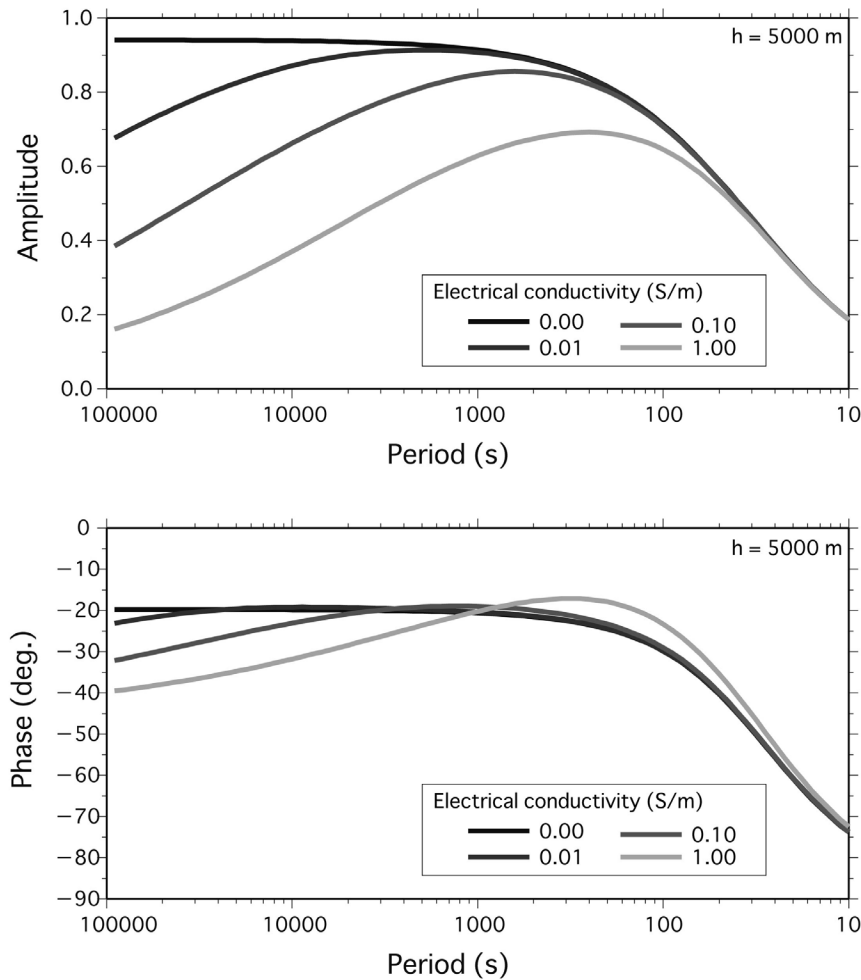 1.0
h = 5000 m
0.8
0.6
Amplitude
0.4
Electrical conductivity (S/m)
0.00 0.10
0.2
0.01 1.00
0.0
100000 10000 1000 100 10
Period (s)
0
h = 5000 m
−10
−20
−30
−40
Phase (deg.)
−50
−60
Electrical conductivity (S/m)
−70
0.00 0.10
−80
0.01 1.00
−90
100000 10000 1000 100 10
Period (s)